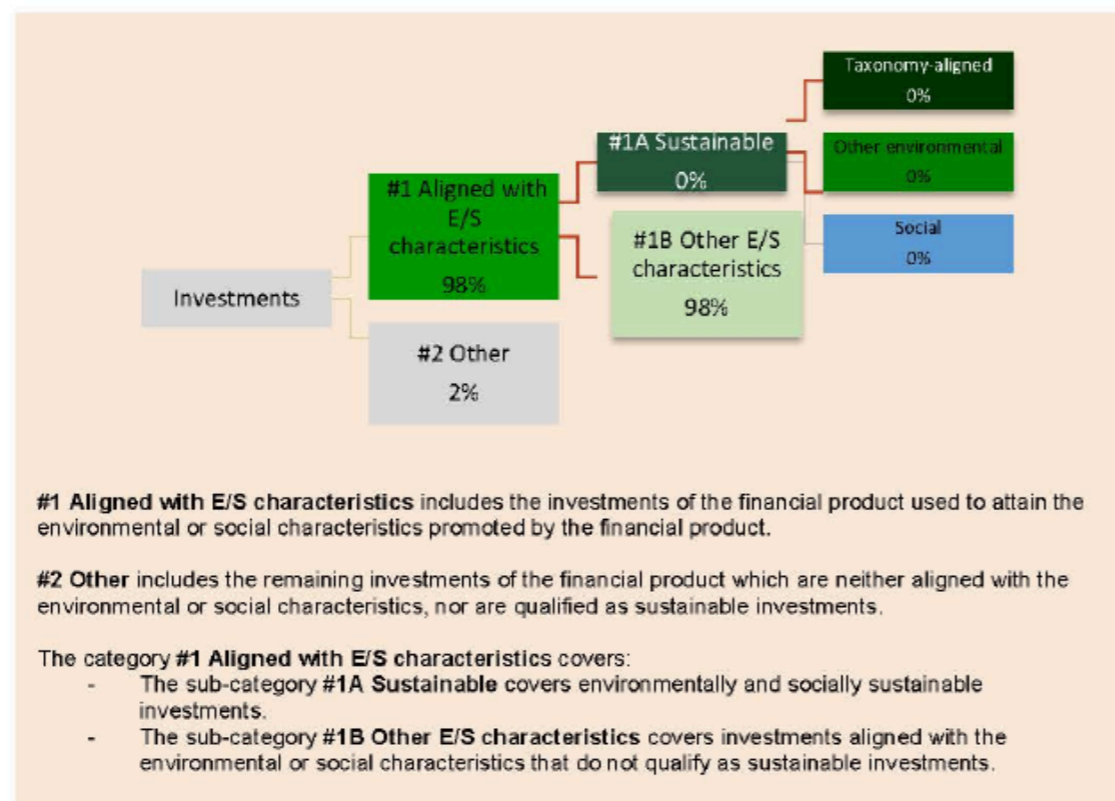 Taxonomy-aligned
0%
#1A Sustainable
0%
Other environmental
0%
#1 Aligned with
E/S
characteristics
98%
#1B Other E/S
characteristics
98%
Social
0%
Investments
#2 Other
2%
#1 Aligned with E/S characteristics includes the investments of the financial product used to attain the
environmental or social characteristics promoted by the financial product.
#2 Other includes the remaining investments of the financial product which are neither aligned with the
environmental or social characteristics, nor are qualified as sustainable investments.
The category #1 Aligned with E/S characteristics covers:
- The sub-category #1A Sustainable covers environmentally and socially sustainable
investments.
- The sub-category #1B Other E/S characteristics covers investments aligned with the
environmental or social characteristics that do not qualify as sustainable investments.